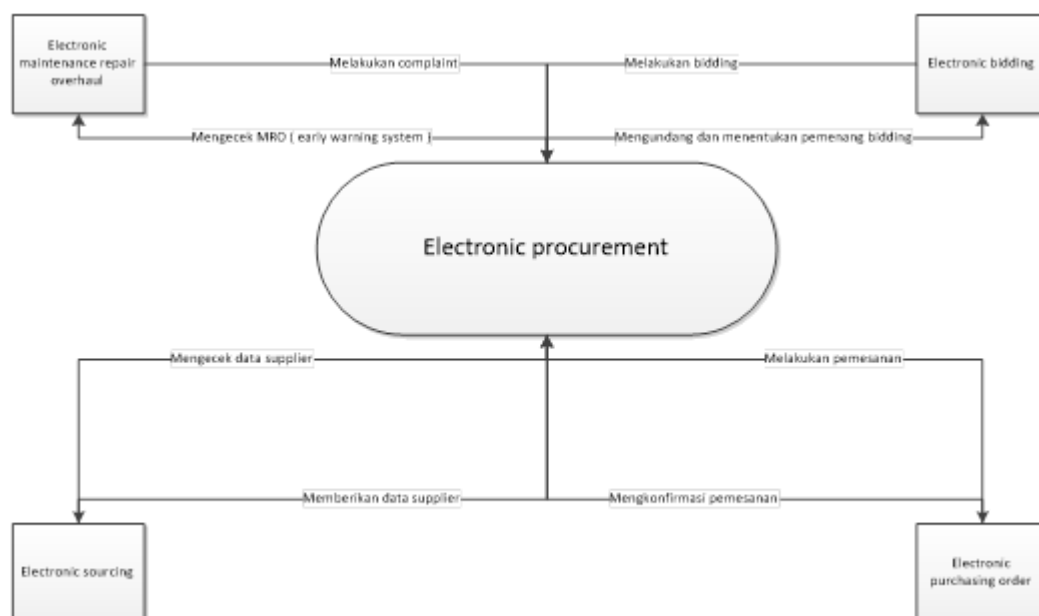 Electronic
maintenance repair
overhaul
Melakukan complaint
Melakukan bidding
Electronic bidding
Mengecek MRO ( early warning system )
Mengundang dan menentukan pemenang bidding
Electronic procurement
Mengecek data supplier
Melakukan pemesanan
Memberikan data supplier
Mengkonfirmasi pemesanan
Electronic sourcing
Electronic
purchasing order